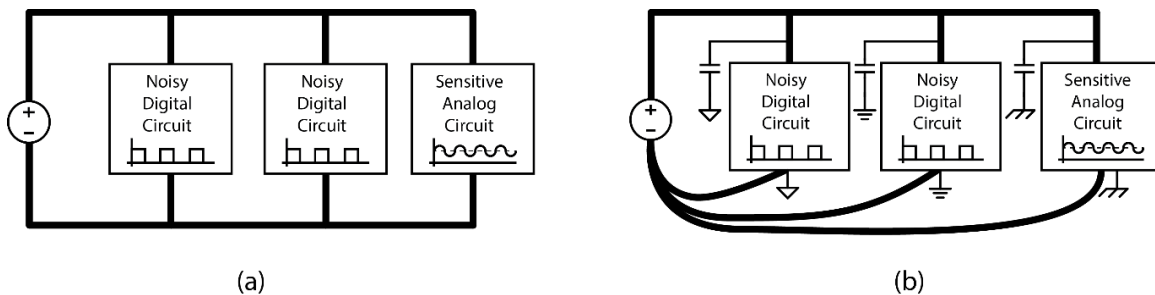 Noisy
Digital
Circuit
Noisy
Digital
Circuit
Sensitive
Analog
Circuit
+
−
(a)
Noisy
Digital
Circuit
Noisy
Digital
Circuit
Sensitive
Analog
Circuit
+
−
(b)